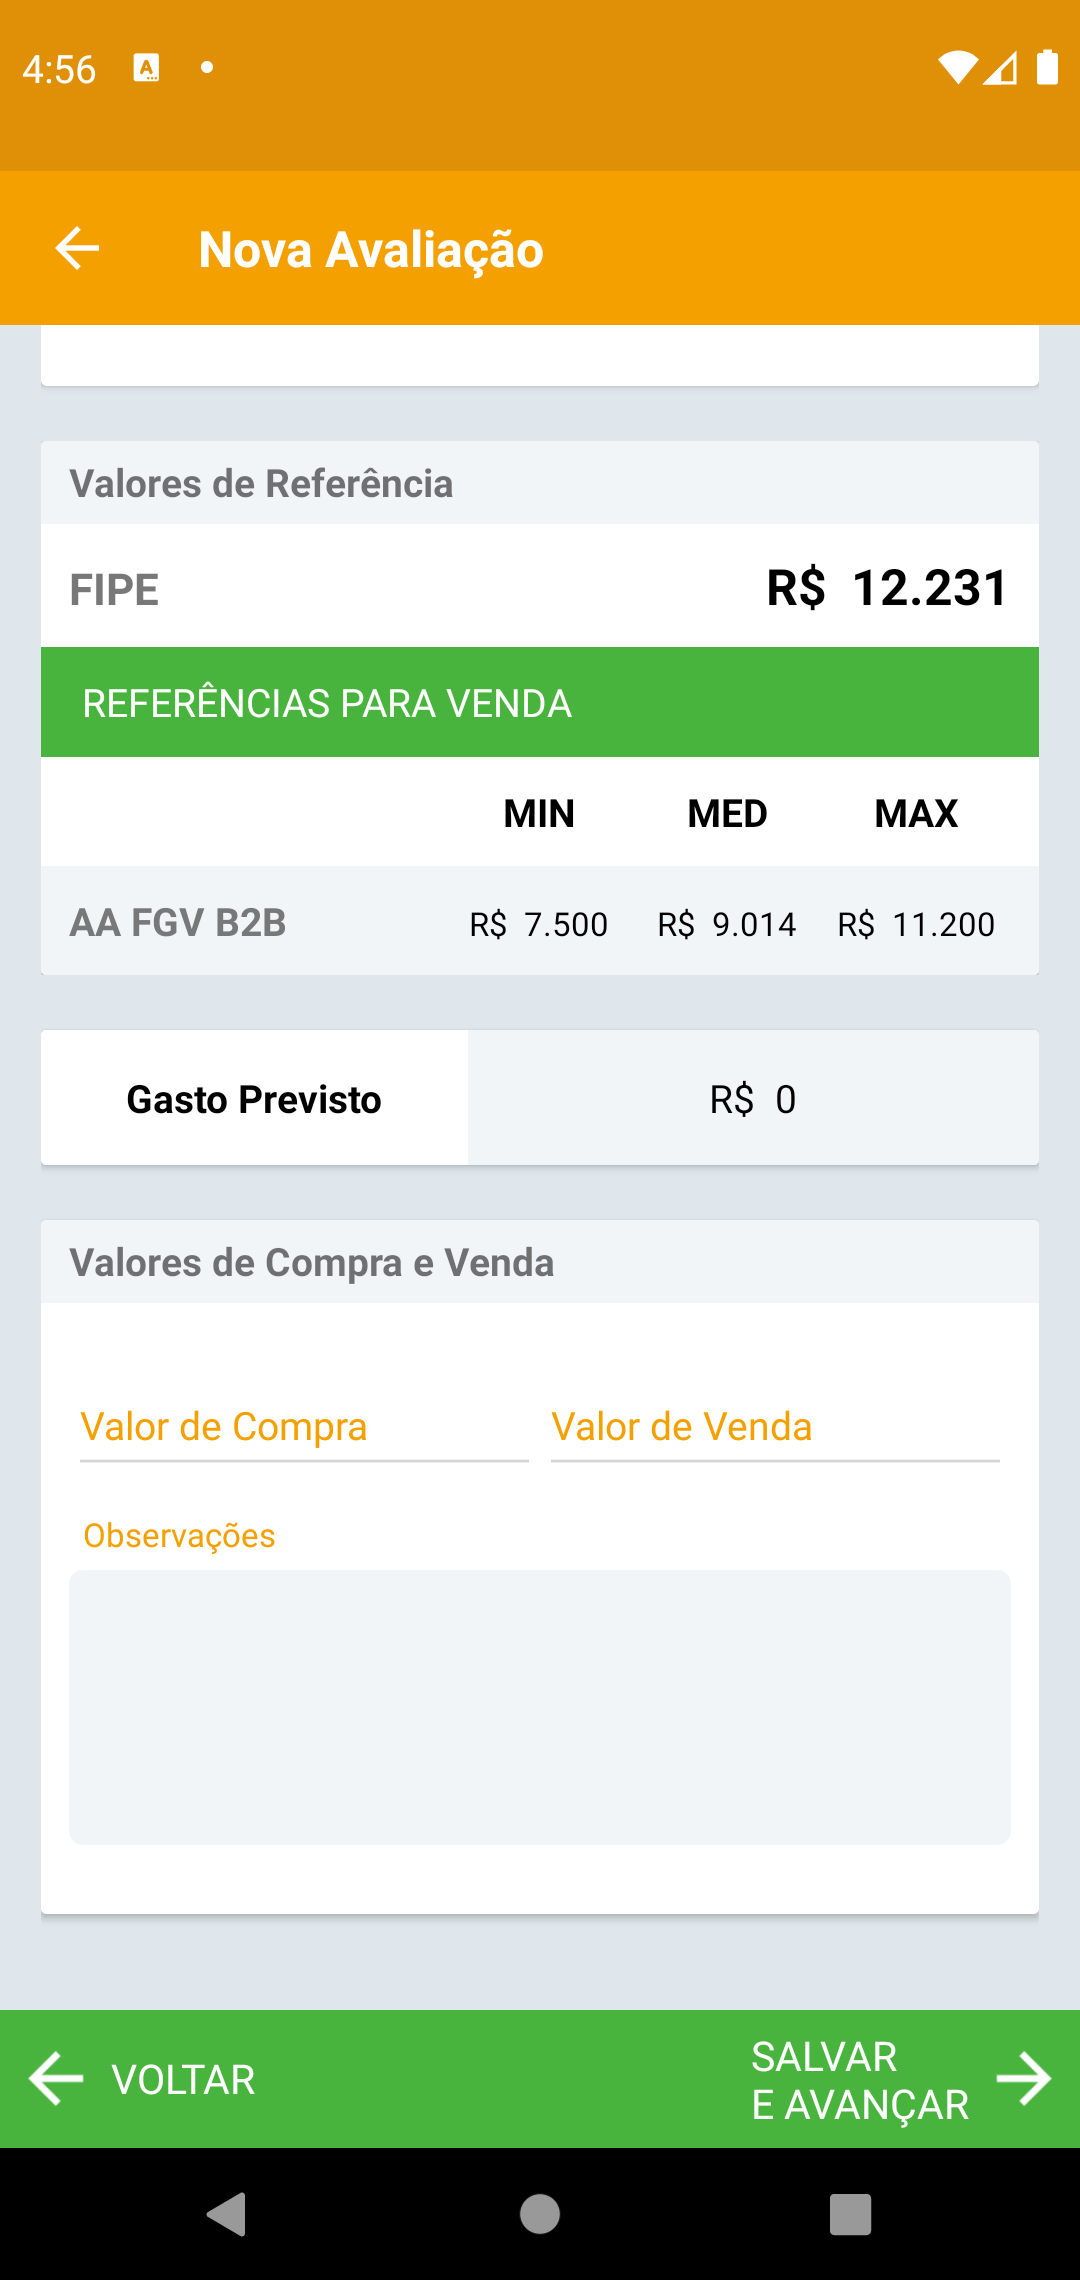 4:56
Nova Avaliação
Valores de Referência
FIPE R$ 12.231
REFERÊNCIAS PARA VENDA
MIN MED MAX
AA FGV B2B R$ 7.500 R$ 9.014 R$ 11.200
Gasto Previsto R$ 0
Valores de Compra e Venda
Valor de Compra Valor de Venda
Observações
VOLTAR
SALVAR
E AVANÇAR